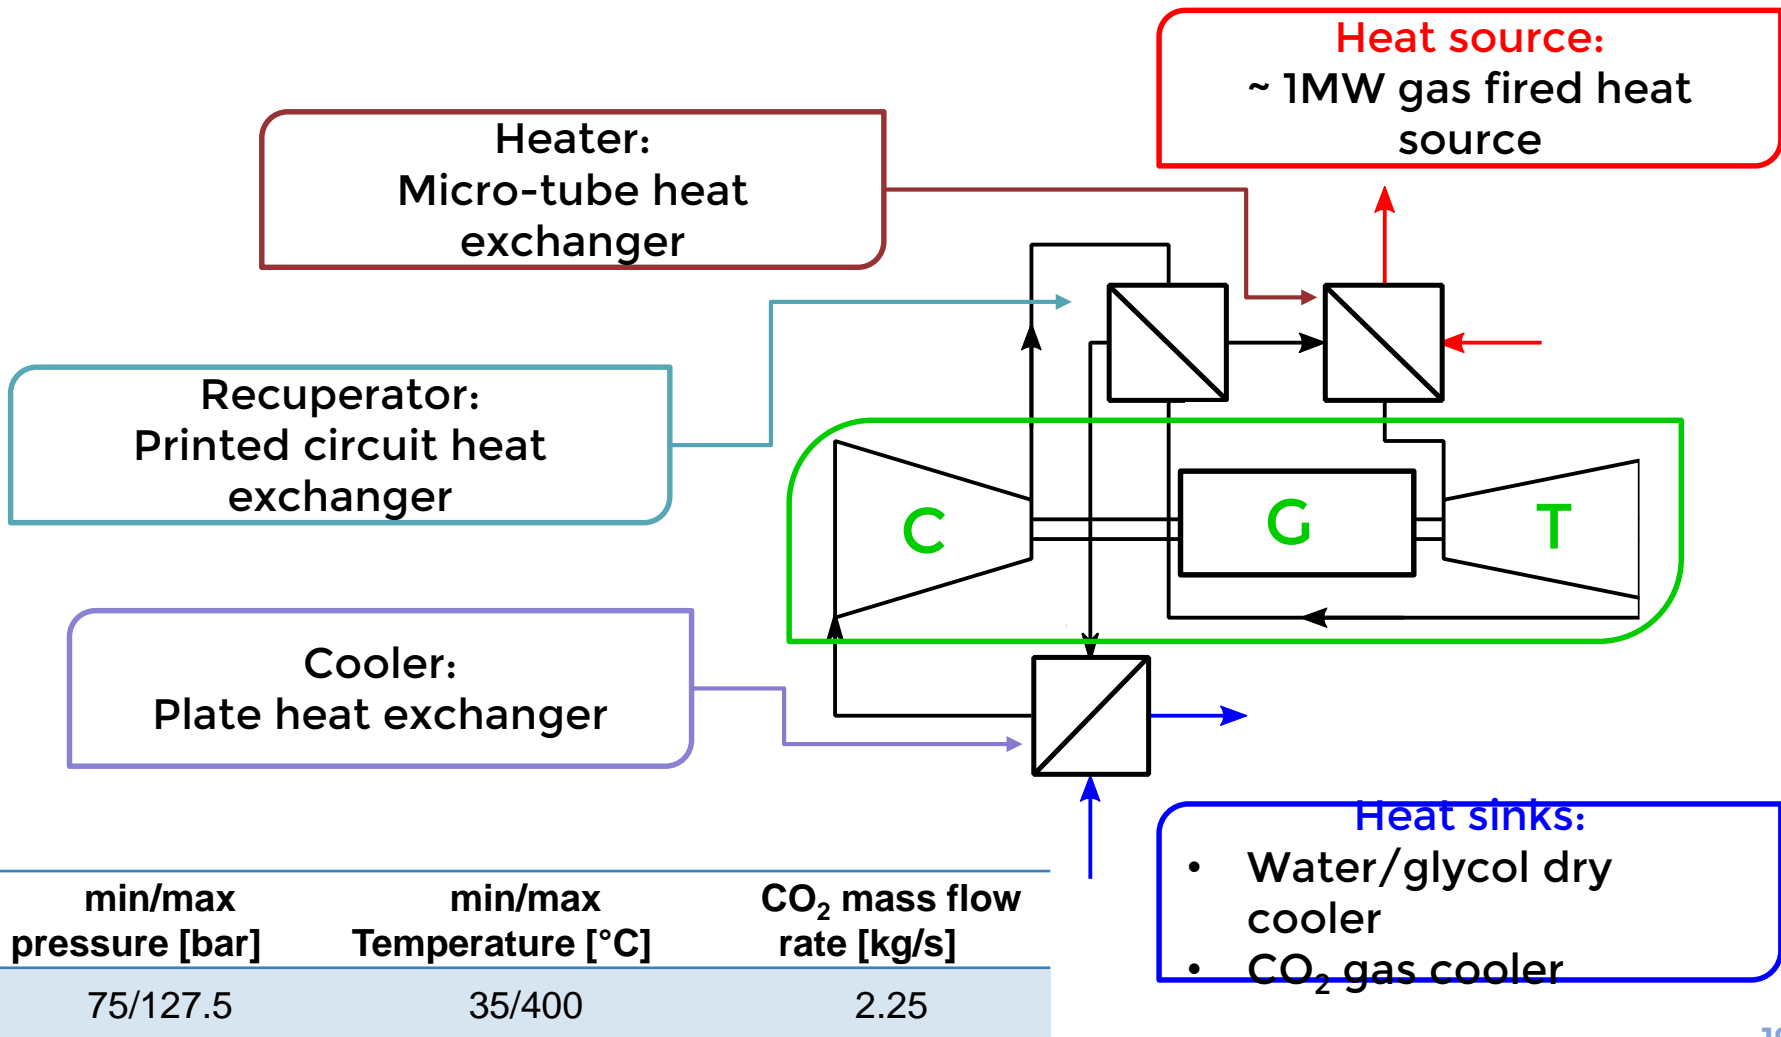 Heat source:
~ 1MW gas fired heat
source
Heater:
Micro-tube heat
exchanger
Recuperator:
Printed circuit heat
exchanger
C
G
T
Cooler:
Plate heat exchanger
Heat sinks:
• Water/glycol dry
cooler
• CO₂ gas cooler
min/max pressure [bar]
min/max Temperature [°C]
CO₂ mass flow rate [kg/s]
75/127.5 35/400 2.25